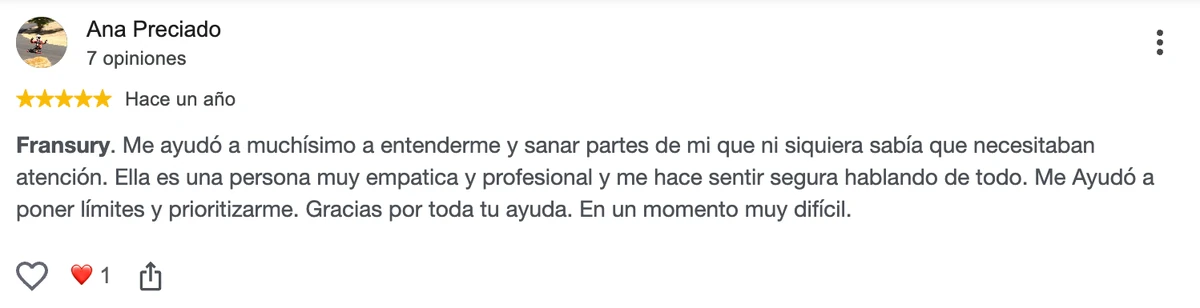 Ana Preciado
7 opiniones
Hace un año
Fransury. Me ayudó a muchísimo a entenderme y sanar partes de mi que ni siquiera sabía que necesitaban
atención. Ella es una persona muy empatica y profesional y me hace sentir segura hablando de todo. Me Ayudó a
poner límites y prioritizarme. Gracias por toda tu ayuda. En un momento muy difícil.
1